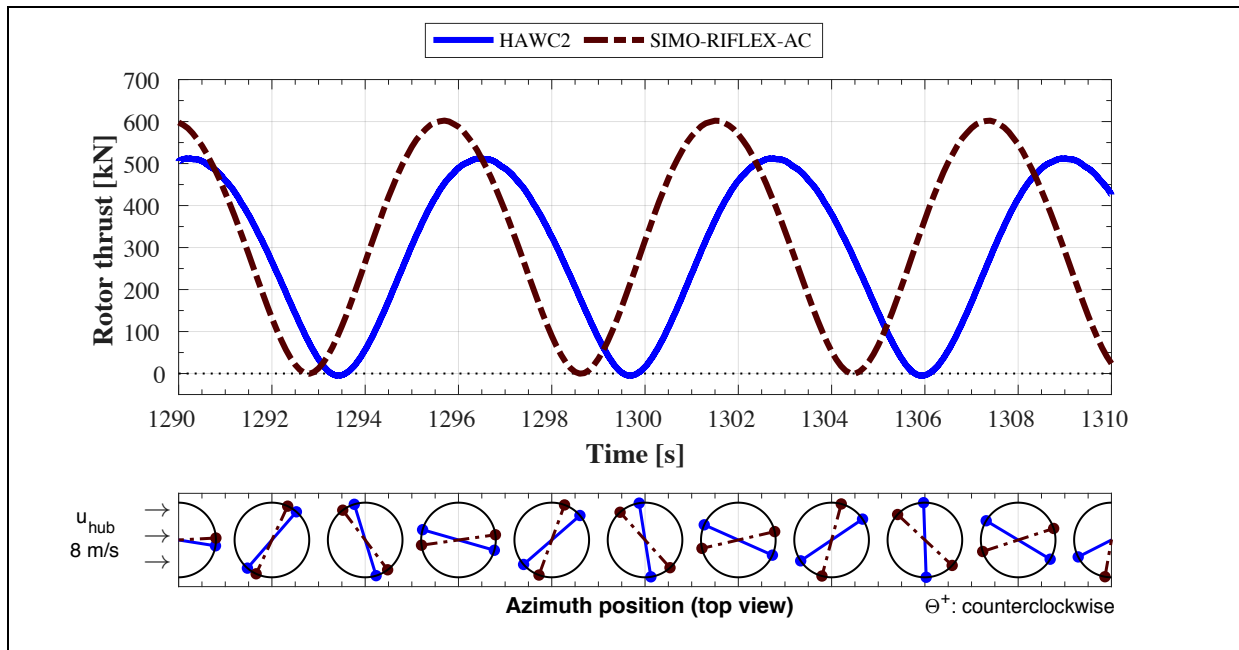 HAWC2 SIMO-RIFLEX-AC
700
600
500
400
300
200
100
0
Rotor thrust [kN]
1290 1292 1294 1296 1298 1300 1302 1304 1306 1308 1310
Time [s]
→
u_hub
→
8 m/s
→
Azimuth position (top view)
Θ⁺: counterclockwise